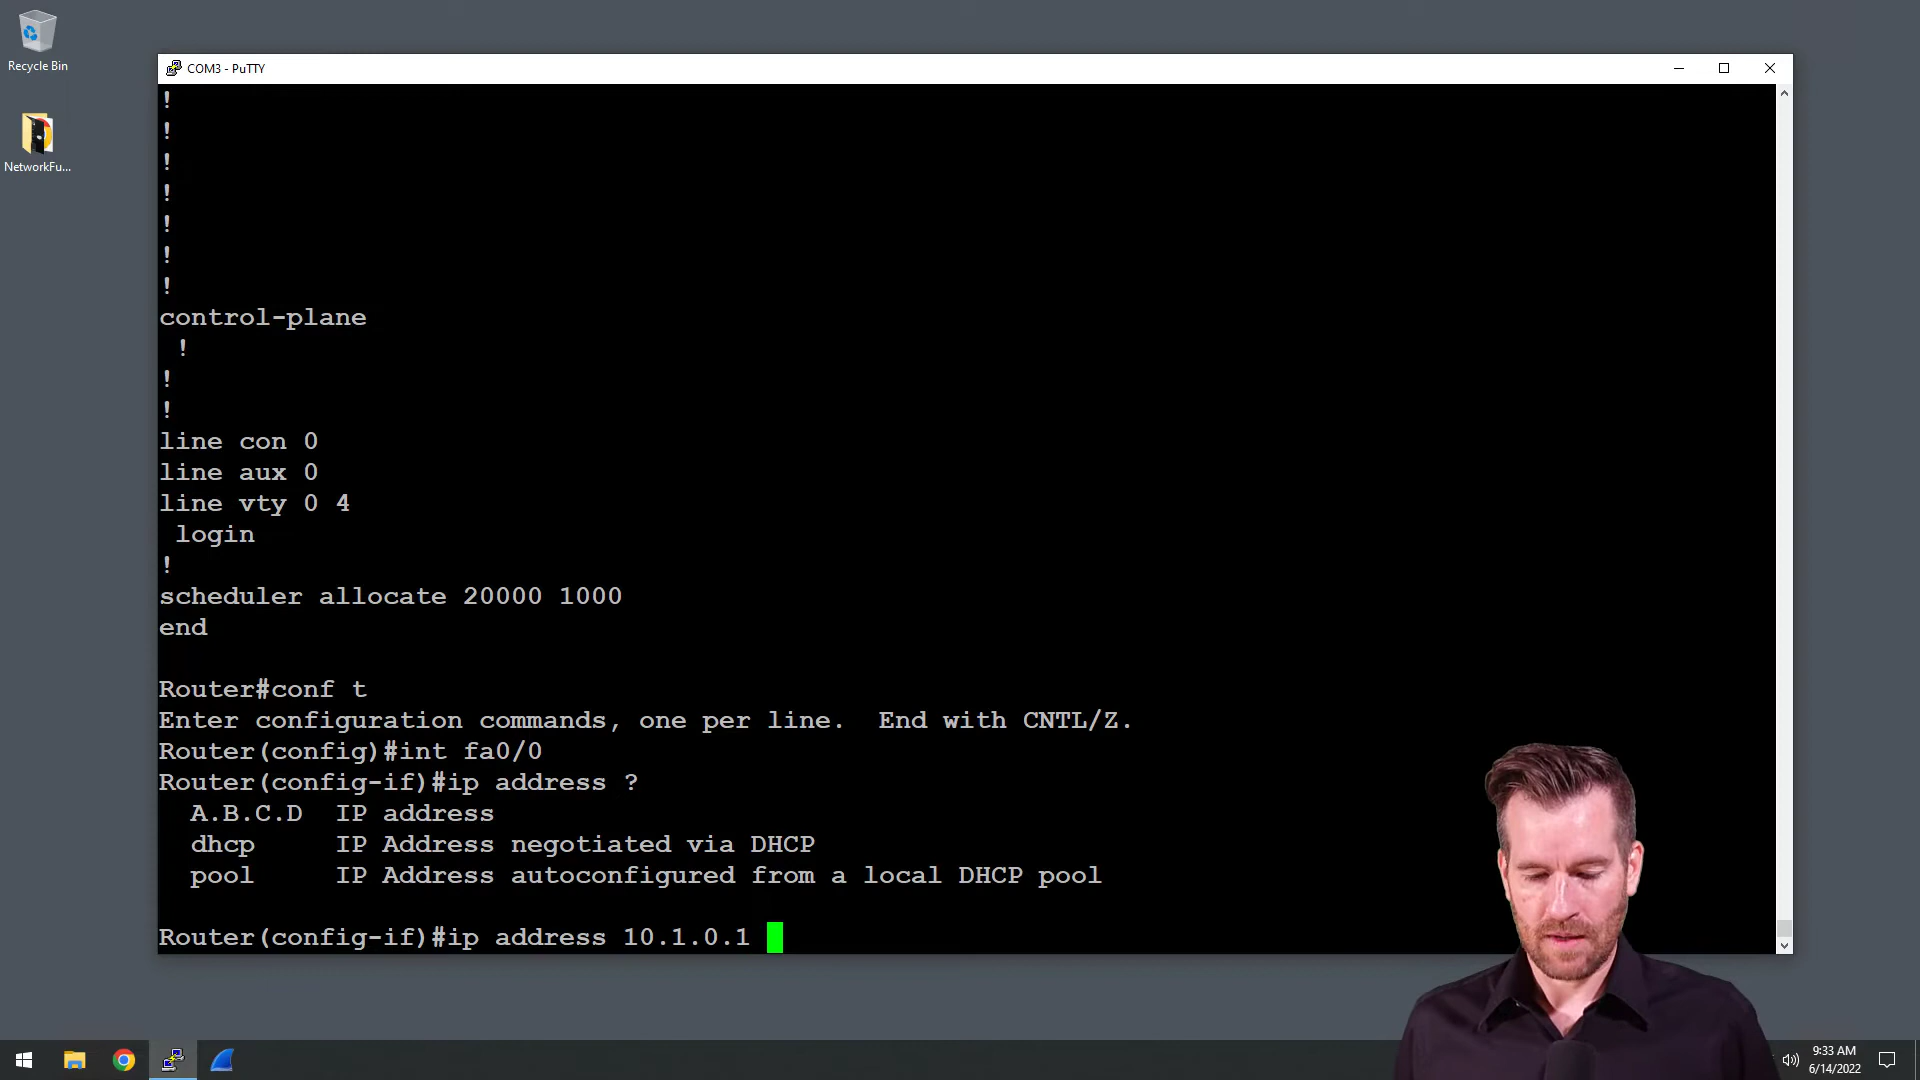 Recycle Bin
NetworkFu...
COM3 - PuTTY
!
!
!
!
!
!
!
control-plane
 !
!
!
line con 0
line aux 0
line vty 0 4
 login
!
scheduler allocate 20000 1000
end
Router#conf t
Enter configuration commands, one per line.  End with CNTL/Z.
Router(config)#int fa0/0
Router(config-if)#ip address ?
  A.B.C.D  IP address
  dhcp     IP Address negotiated via DHCP
  pool     IP Address autoconfigured from a local DHCP pool
Router(config-if)#ip address 10.1.0.1
9:33 AM
6/14/2022